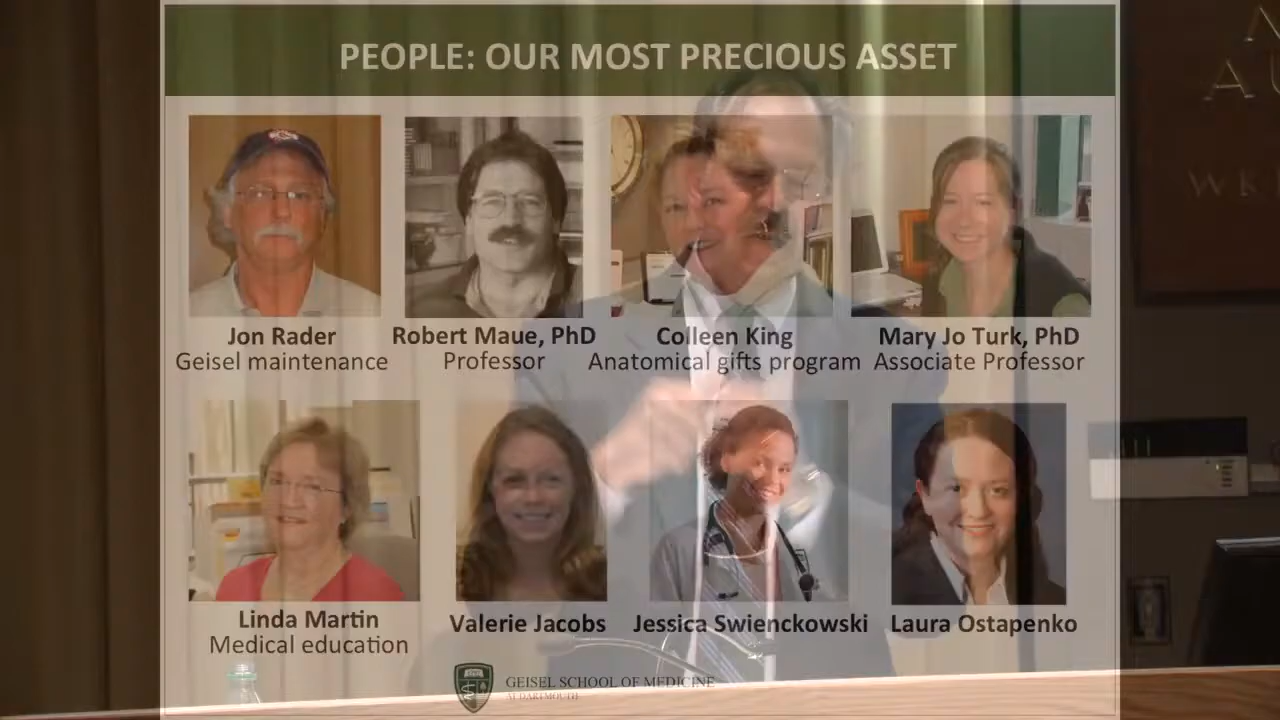 PEOPLE: OUR MOST PRECIOUS ASSET
Jon Rader
Geisel maintenance
Robert Maue, PhD
Professor
Colleen King
Anatomical gifts program
Mary Jo Turk, PhD
Associate Professor
Linda Martin
Medical education
Valerie Jacobs
Jessica Swienckowski
Laura Ostapenko
GEISEL SCHOOL OF MEDICINE
AT DARTMOUTH